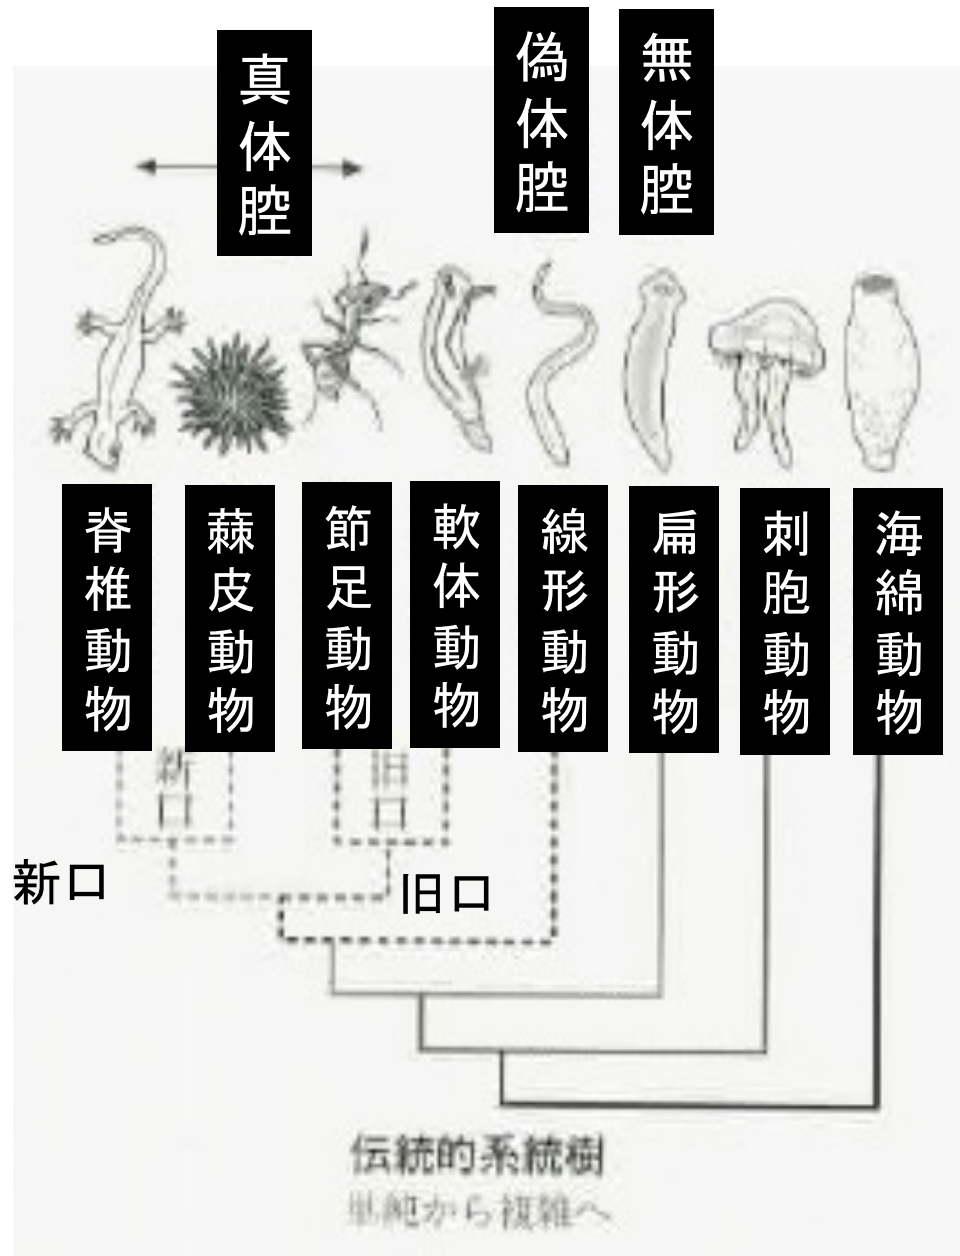 真体腔
偽体腔
無体腔
脊椎動物
棘皮動物
節足動物
軟体動物
線形動物
扁形動物
刺胞動物
海綿動物
新口
旧口
新口
旧口
伝統的系統樹
単純から複雑へ